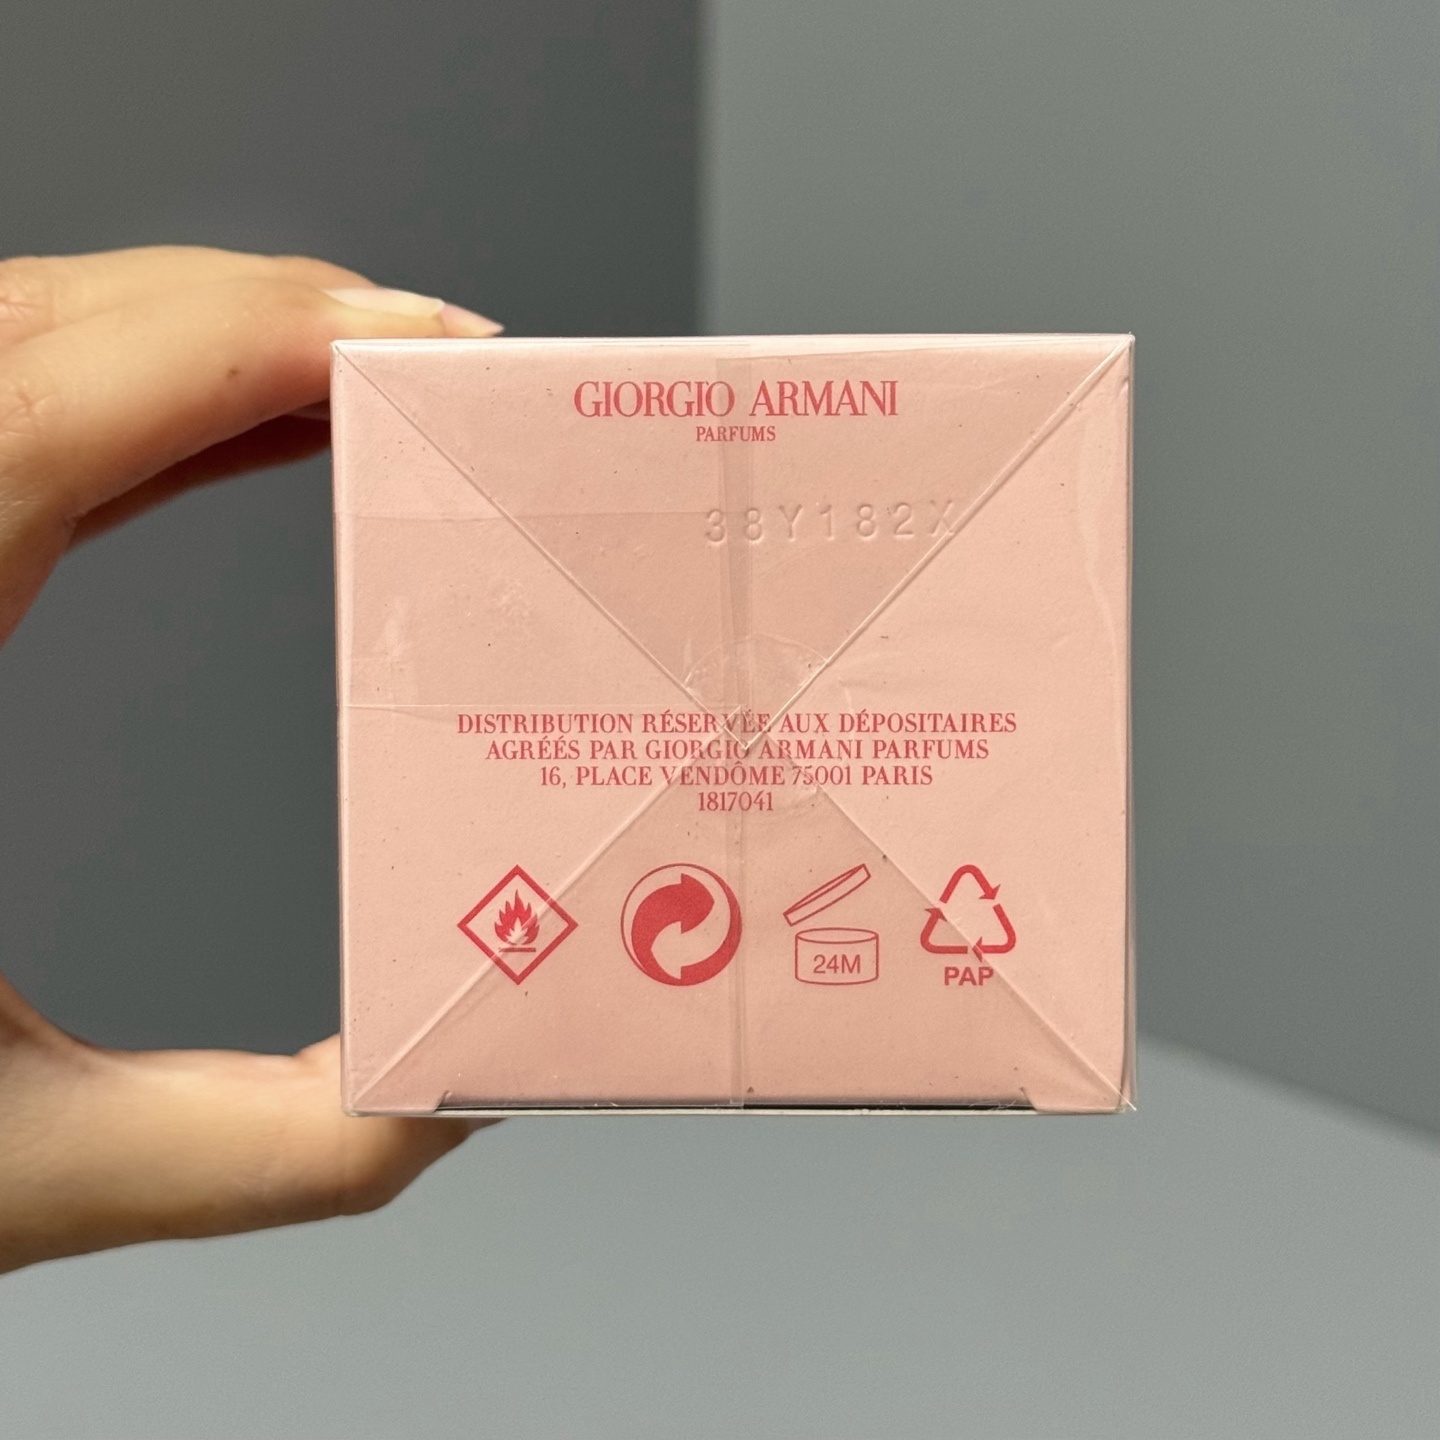 GIORGIO ARMANI
PARFUMS
38Y182X
DISTRIBUTION RÉSERVÉE AUX DÉPOSITAIRES
AGRÉÉS PAR GIORGIO ARMANI PARFUMS
16, PLACE VENDÔME 75001 PARIS
1817041
24M
PAP